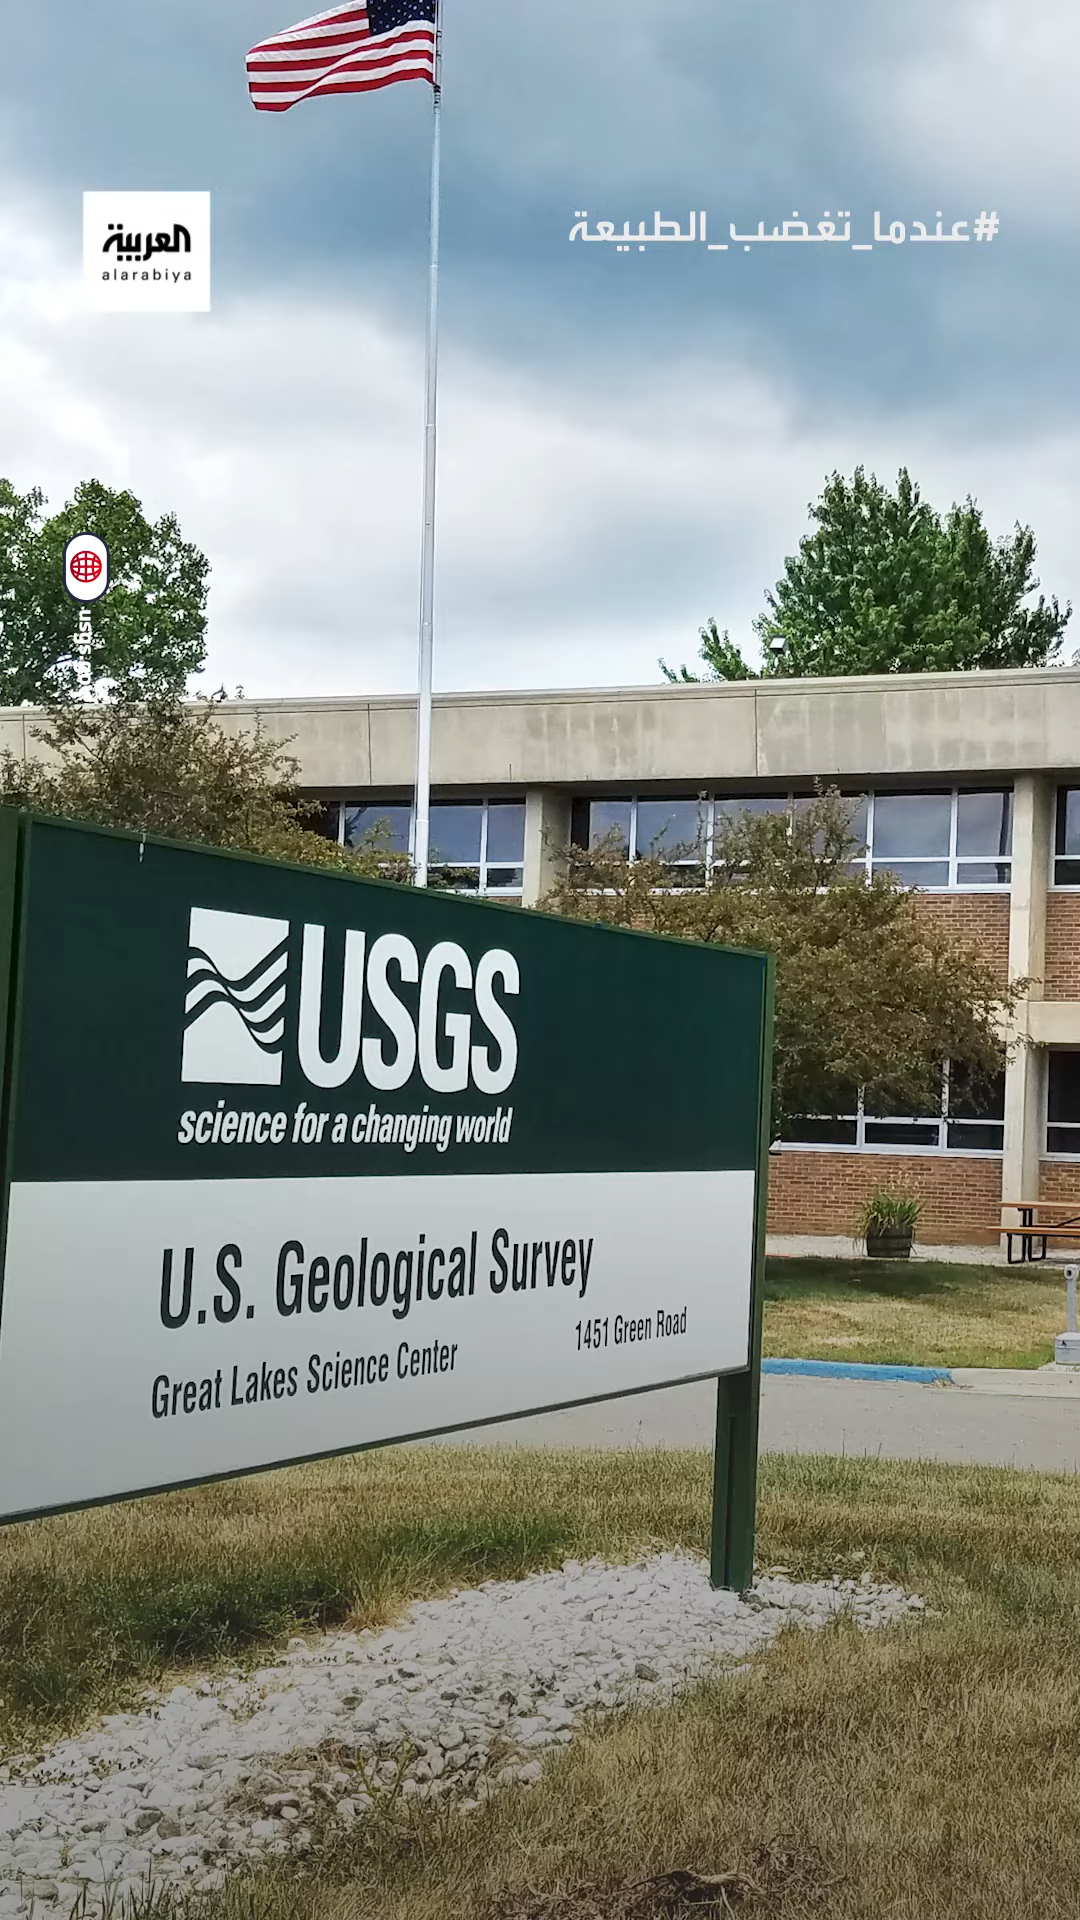 #عندما_تغضب_الطبيعة
العربية
alarabiya
USGS
science for a changing world
U.S. Geological Survey
Great Lakes Science Center
1451 Green Road